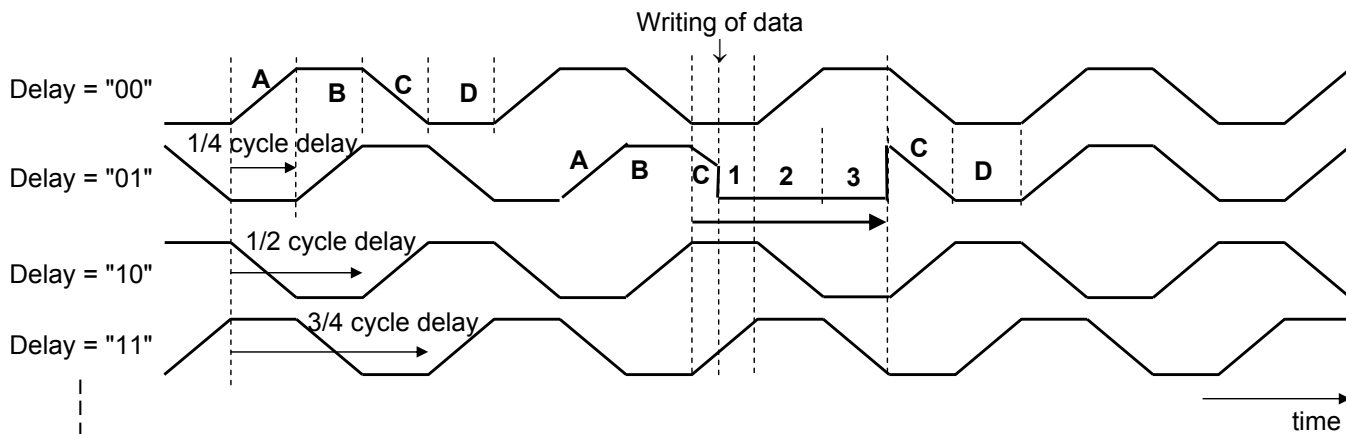 Writing of data
↓
Delay = "00" A B C D
1/4 cycle delay
Delay = "01" A B C 1 2 3 C D
1/2 cycle delay
Delay = "10"
3/4 cycle delay
Delay = "11"
time